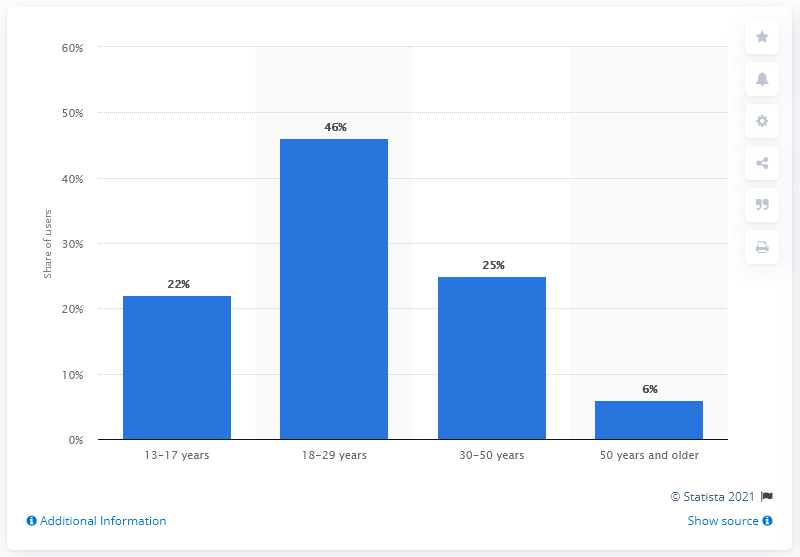 60%
50%
40%
30%
20%
10%
0%
Share of users
22%
46%
25%
6%
13-17 years
18-29 years
30-50 years
50 years and older
© Statista 2021
Additional Information
Show source